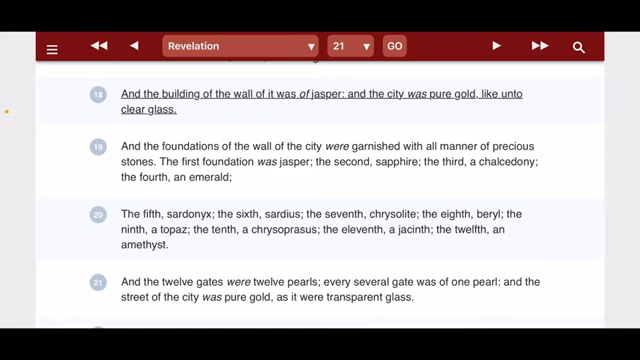 Revelation 21 GO
18 And the building of the wall of it was of jasper: and the city was pure gold, like unto
clear glass.
19 And the foundations of the wall of the city were garnished with all manner of precious
stones. The first foundation was jasper; the second, sapphire; the third, a chalcedony;
the fourth, an emerald;
20 The fifth, sardonyx; the sixth, sardius; the seventh, chrysolite; the eighth, beryl; the
ninth, a topaz; the tenth, a chrysoprasus; the eleventh, a jacinth; the twelfth, an
amethyst.
21 And the twelve gates were twelve pearls; every several gate was of one pearl: and the
street of the city was pure gold, as it were transparent glass.